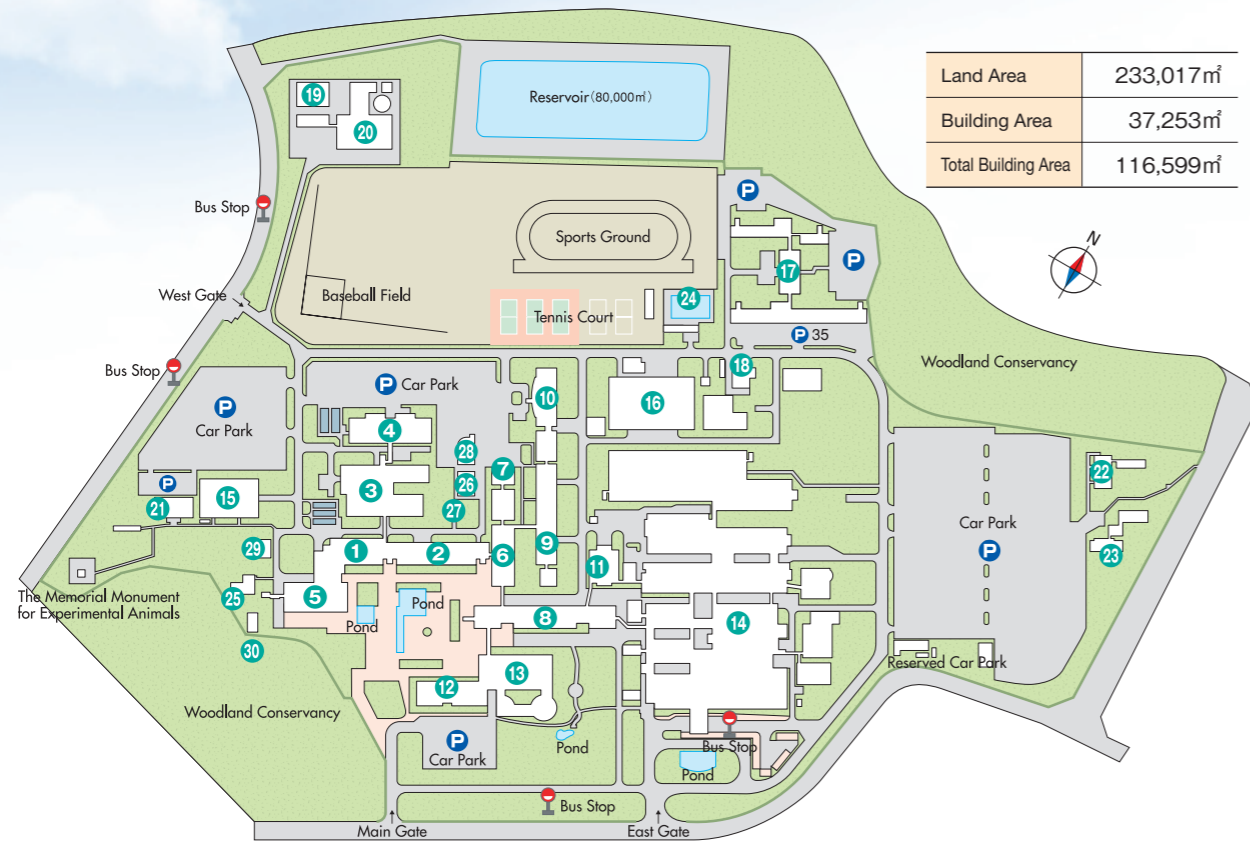 Land Area 233,017㎡
Building Area 37,253㎡
Total Building Area 116,599㎡
N
19
20
Reservoir(80,000㎡)
Bus Stop
Sports Ground
P
17
P
West Gate
Baseball Field
24
Tennis Court
P 35
Bus Stop
P Car Park
18
Woodland Conservancy
P
Car Park
10
16
4
28
7
22
P
15
3
26
21
27
Car Park
P
29
1
2
6
9
11
23
The Memorial Monument
for Experimental Animals
25
5
Pond
Pond
8
14
30
Reserved Car Park
13
12
Woodland Conservancy
P
Car Park
Pond
Bus Stop
Pond
Bus Stop
Main Gate
East Gate